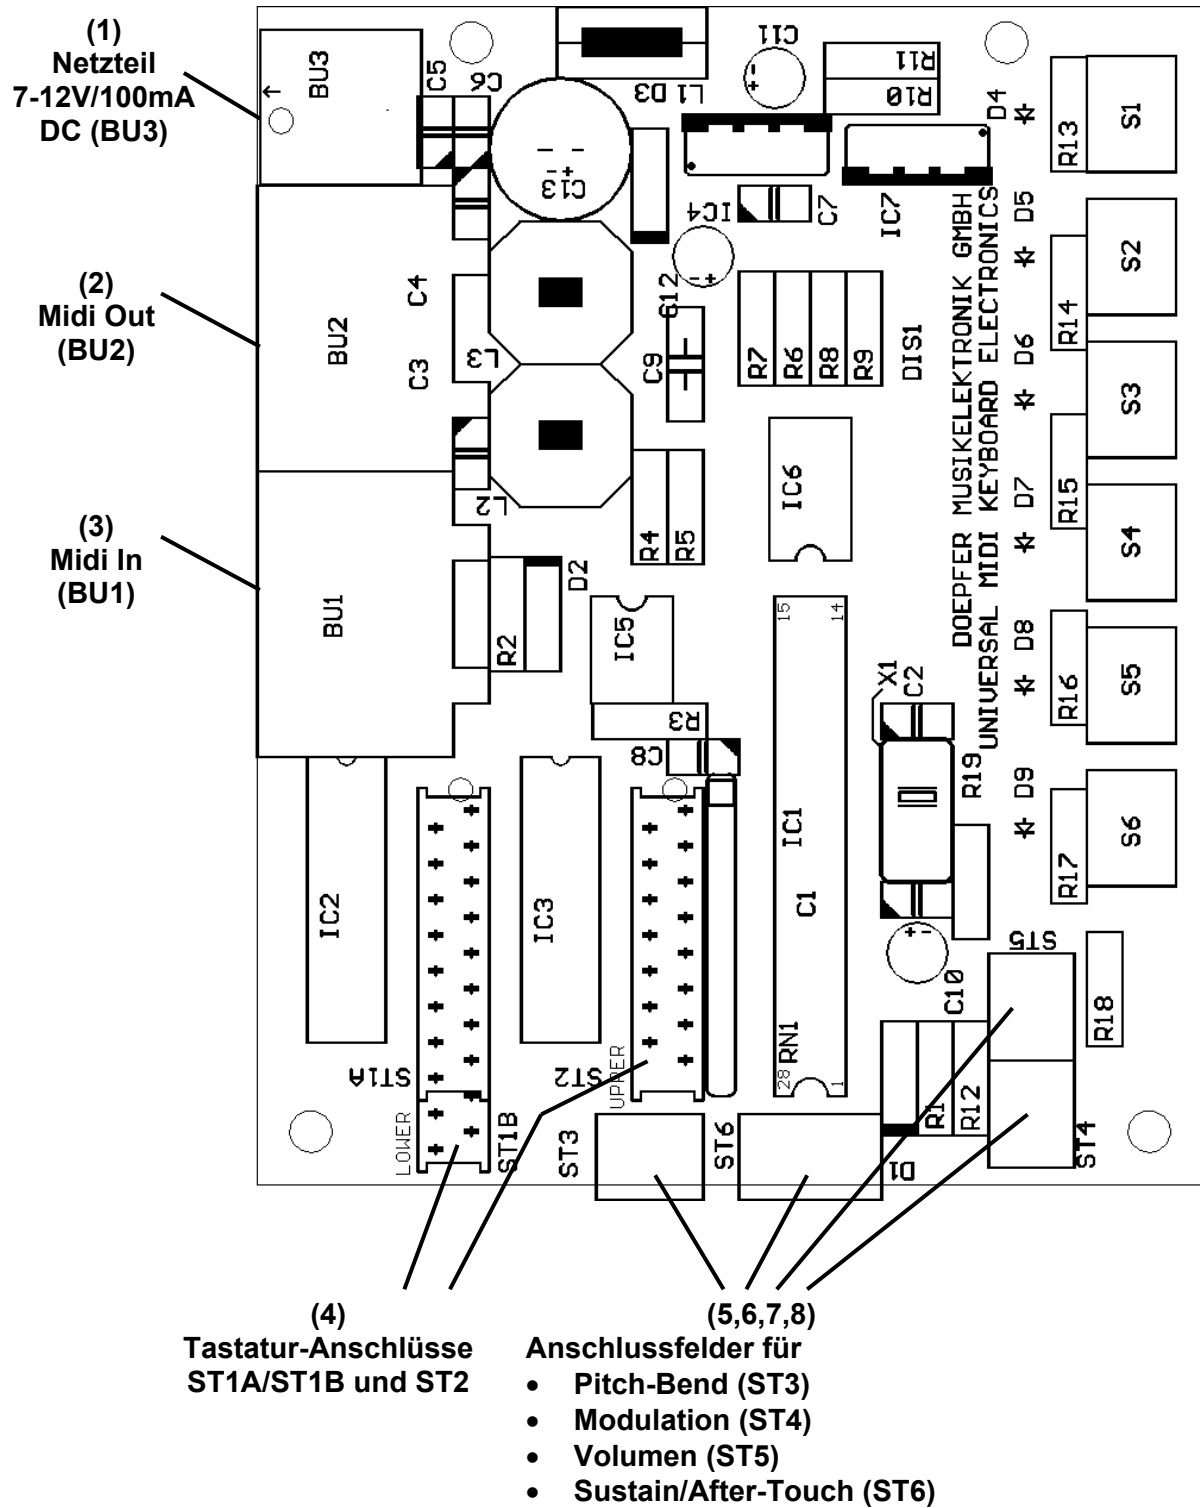 (1)
Netzteil
7-12V/100mA
DC (BU3)
(2)
Midi Out
(BU2)
(3)
Midi In
(BU1)
BU3
C5
C6
L1
D3
C11
R11
R10
D4
R13
S1
C13
IC4
C7
IC7
D5
S2
R14
C4
BU2
C3
L3
C12
C9
R7
R6
R8
R9
DIS1
D6
S3
R15
L2
R4
R5
IC6
D7
S4
DOEPFER MUSIKELEKTRONIK GMBH
UNIVERSAL MIDI KEYBOARD ELECTRONICS
BU1
R2
D2
IC5
15
14
R3
C8
X1
C2
R19
D8
R16
S5
D9
R17
S6
IC2
IC3
IC1
C1
RN1
28
1
C10
ST5
R18
ST1A
LOWER
ST1B
ST2
UPPER
ST3
ST6
D1
R1
R12
ST4
(4)
Tastatur-Anschlüsse
ST1A/ST1B und ST2
(5,6,7,8)
Anschlussfelder für
• Pitch-Bend (ST3)
• Modulation (ST4)
• Volumen (ST5)
• Sustain/After-Touch (ST6)